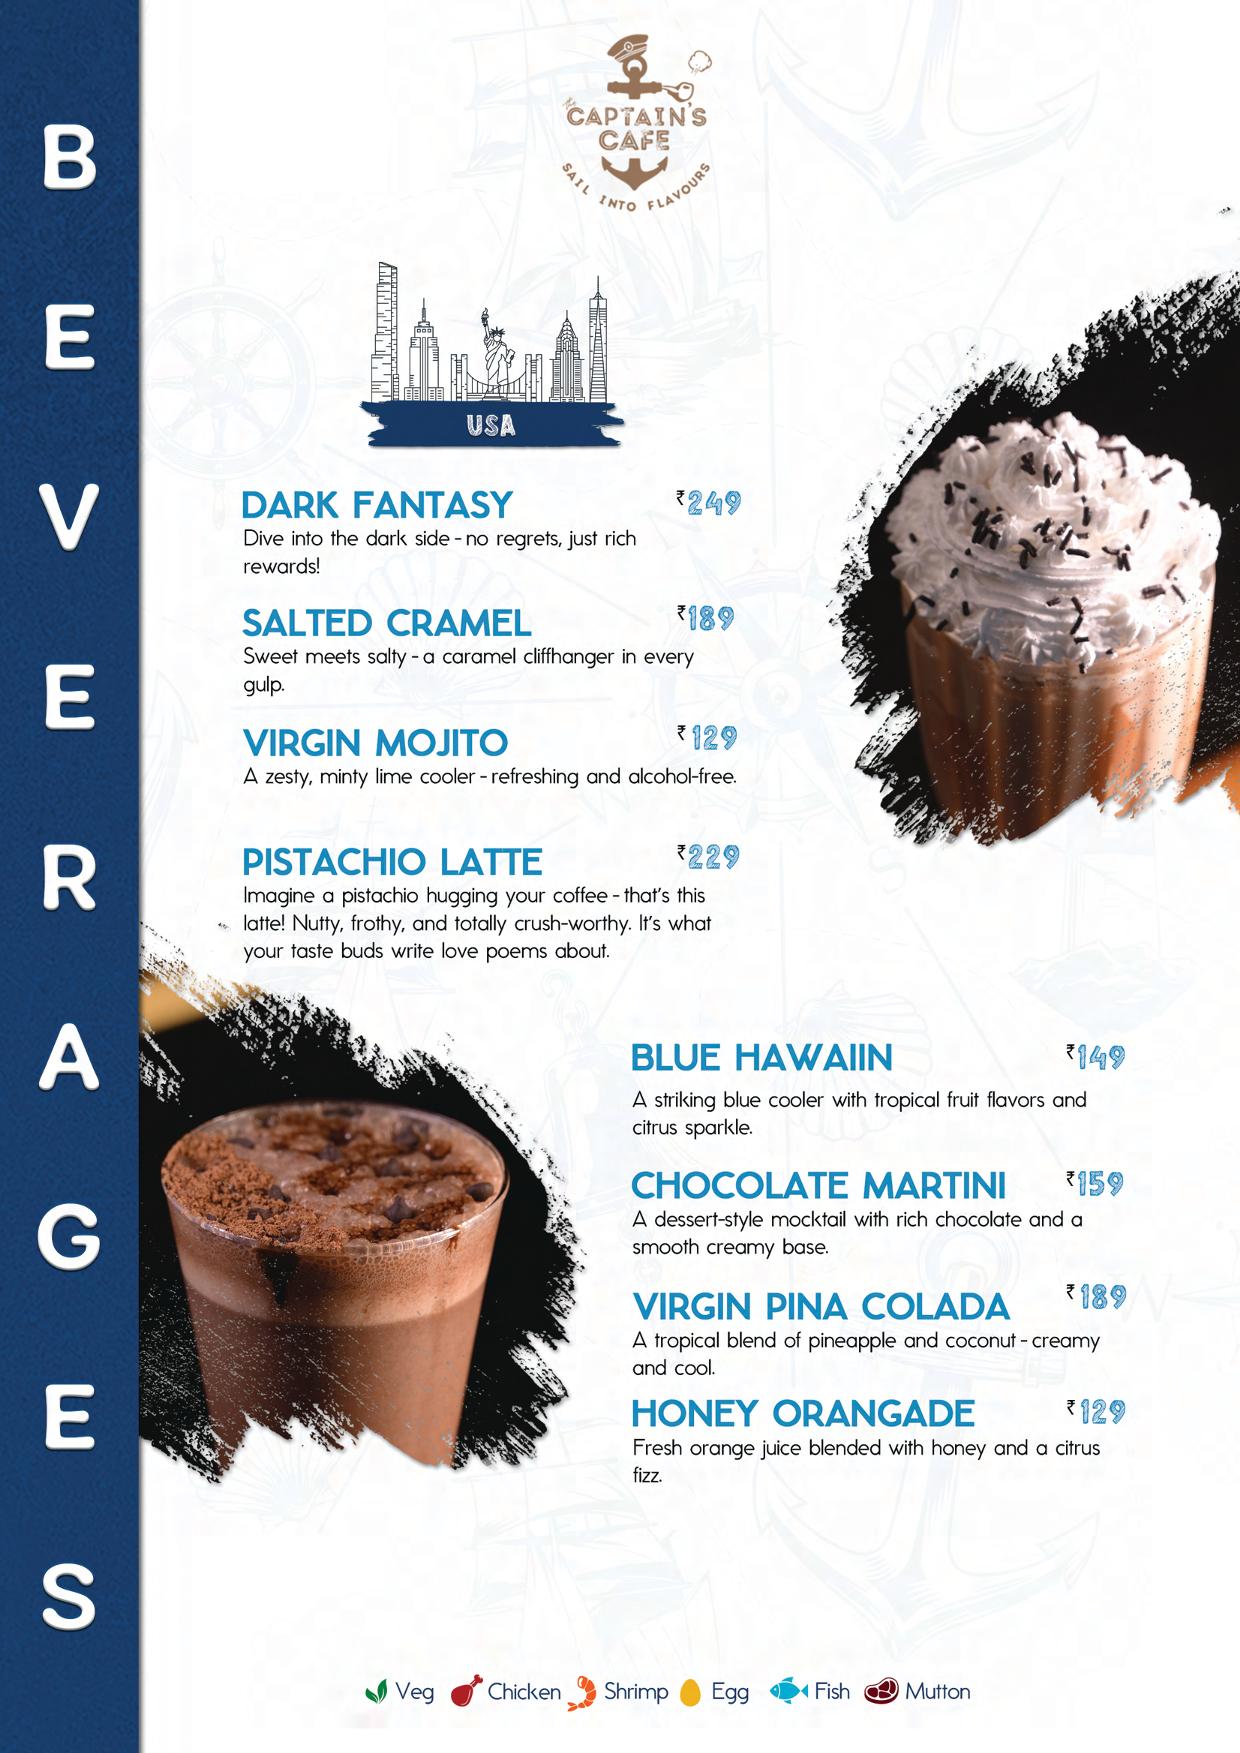 BEVERAGES
The
CAPTAIN'S
CAFE
SAIL INTO FLAVOURS
USA
DARK FANTASY ₹249
Dive into the dark side - no regrets, just rich
rewards!
SALTED CRAMEL ₹189
Sweet meets salty - a caramel cliffhanger in every
gulp.
VIRGIN MOJITO ₹129
A zesty, minty lime cooler - refreshing and alcohol-free.
PISTACHIO LATTE ₹229
Imagine a pistachio hugging your coffee - that's this
latte! Nutty, frothy, and totally crush-worthy. It's what
your taste buds write love poems about.
BLUE HAWAIIN ₹149
A striking blue cooler with tropical fruit flavors and
citrus sparkle.
CHOCOLATE MARTINI ₹159
A dessert-style mocktail with rich chocolate and a
smooth creamy base.
VIRGIN PINA COLADA ₹189
A tropical blend of pineapple and coconut - creamy
and cool.
HONEY ORANGADE ₹129
Fresh orange juice blended with honey and a citrus
fizz.
Veg Chicken Shrimp Egg Fish Mutton